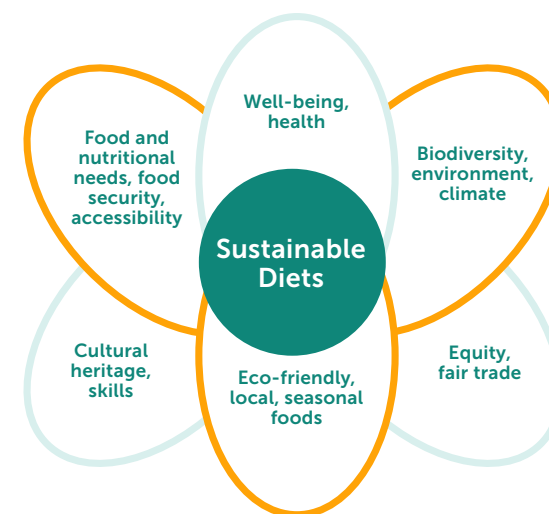 Well-being,
health
Food and
nutritional
needs, food
security,
accessibility
Biodiversity,
environment,
climate
Sustainable
Diets
Cultural
heritage,
skills
Eco-friendly,
local, seasonal
foods
Equity,
fair trade